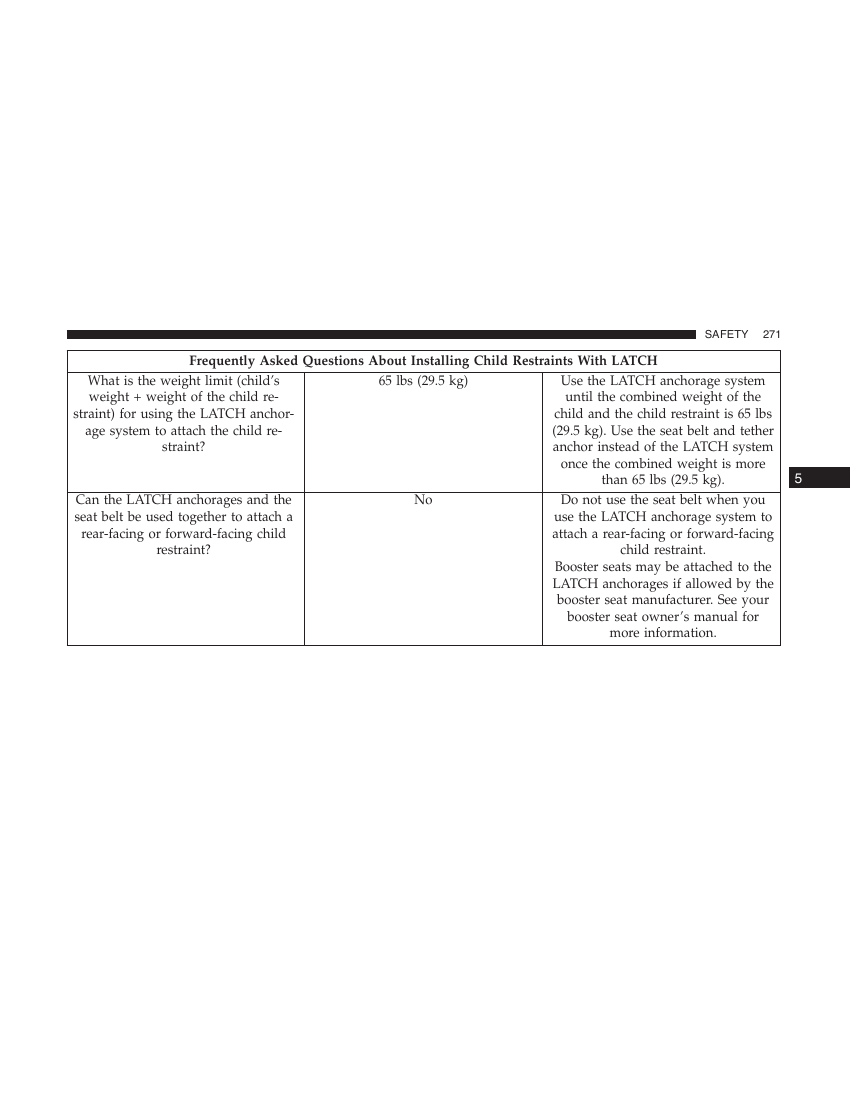 SAFETY 271
Frequently Asked Questions About Installing Child Restraints With LATCH
What is the weight limit (child's
weight + weight of the child re-
straint) for using the LATCH anchor-
age system to attach the child re-
straint?
65 lbs (29.5 kg)
Use the LATCH anchorage system
until the combined weight of the
child and the child restraint is 65 lbs
(29.5 kg). Use the seat belt and tether
anchor instead of the LATCH system
once the combined weight is more
than 65 lbs (29.5 kg).
5
Can the LATCH anchorages and the
seat belt be used together to attach a
rear-facing or forward-facing child
restraint?
No
Do not use the seat belt when you
use the LATCH anchorage system to
attach a rear-facing or forward-facing
child restraint.
Booster seats may be attached to the
LATCH anchorages if allowed by the
booster seat manufacturer. See your
booster seat owner's manual for
more information.